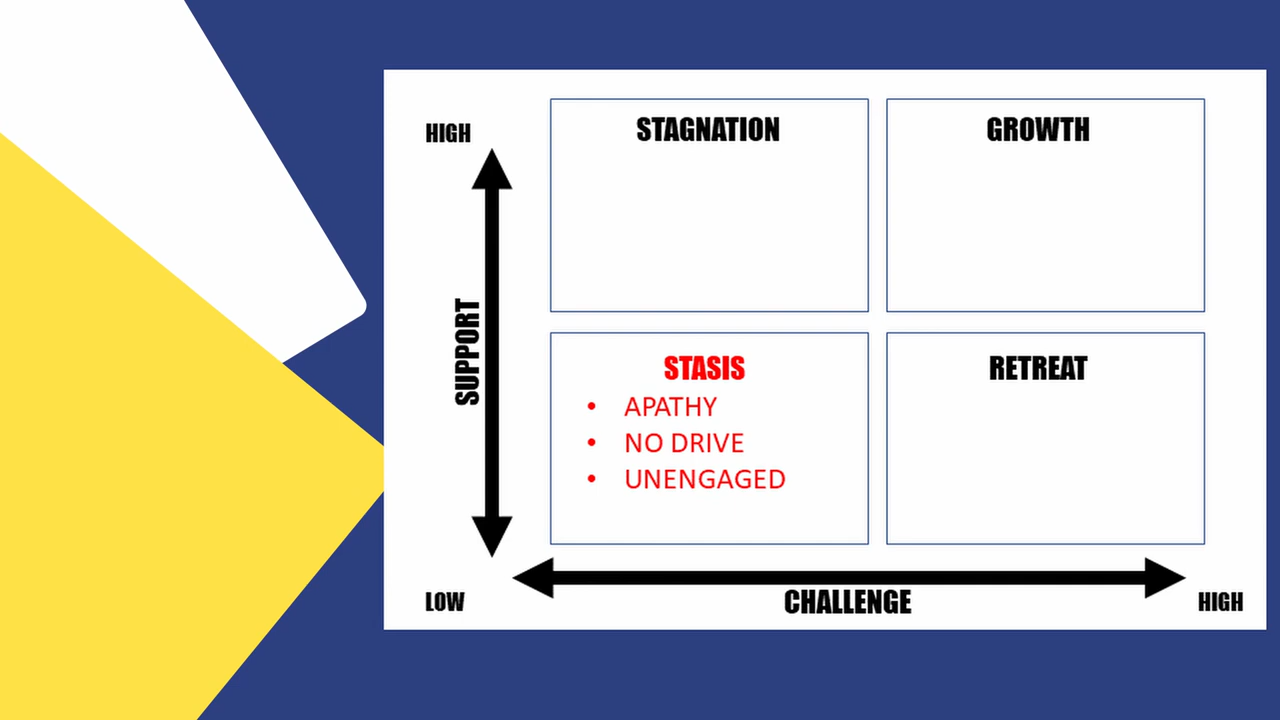 HIGH
STAGNATION
GROWTH
SUPPORT
STASIS
• APATHY
• NO DRIVE
• UNENGAGED
RETREAT
LOW
CHALLENGE
HIGH